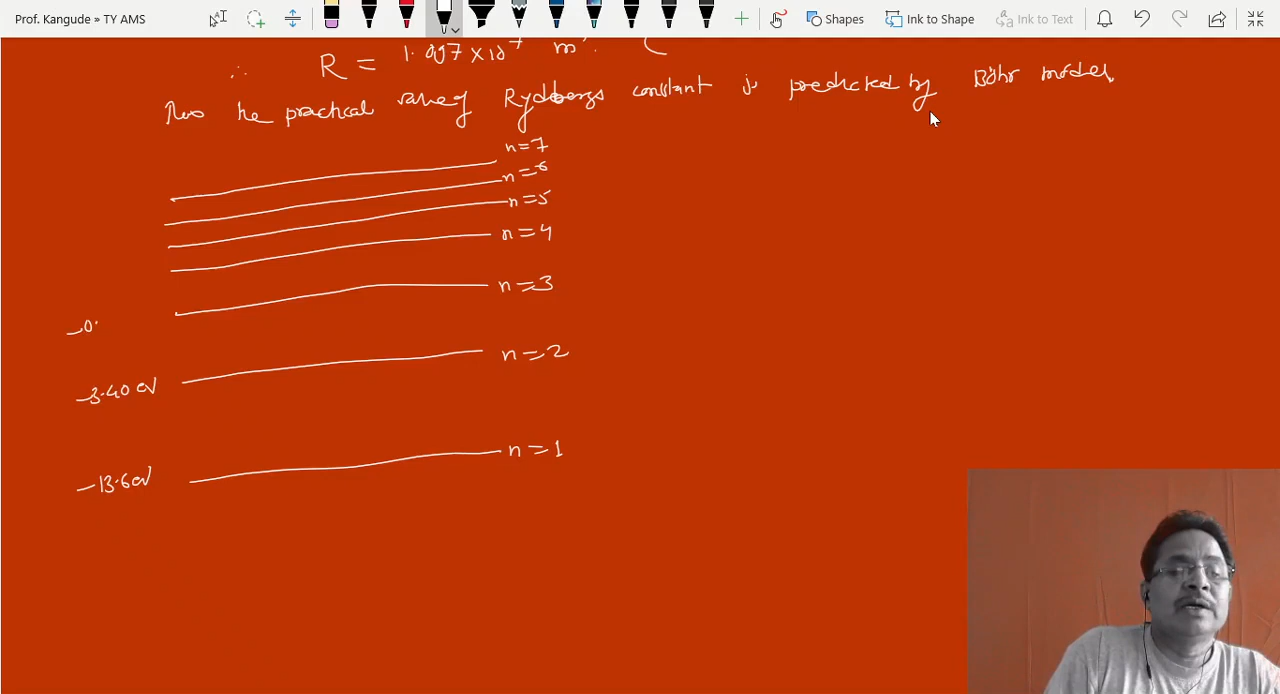 Prof. Kangude » TY AMS
Shapes
Ink to Shape
Ink to Text
∴ R = 1.097 × 10⁷ m⁻¹.
Thus the practical value of Rydbergs constant is predicted by Bohr model.
n=7
n=6
n=5
n=4
n=3
-0.
n=2
-3.40 eV
n=1
-13.6 eV